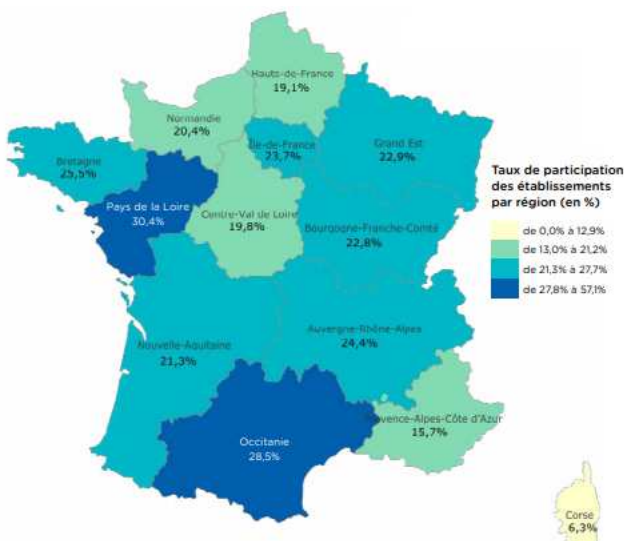 Hauts-de-France
19,1%
Normandie
20,4%
Île-de-France
23,7%
Grand Est
22,9%
Bretagne
25,5%
Pays de la Loire
30,4%
Centre-Val de Loire
19,8%
Bourgogne-Franche-Comté
22,8%
Nouvelle-Aquitaine
21,3%
Auvergne-Rhône-Alpes
24,4%
Occitanie
28,5%
Provence-Alpes-Côte d'Azur
15,7%
Corse
6,3%
Taux de participation
des établissements
par région (en %)
de 0,0% à 12,9%
de 13,0% à 21,2%
de 21,3% à 27,7%
de 27,8% à 57,1%